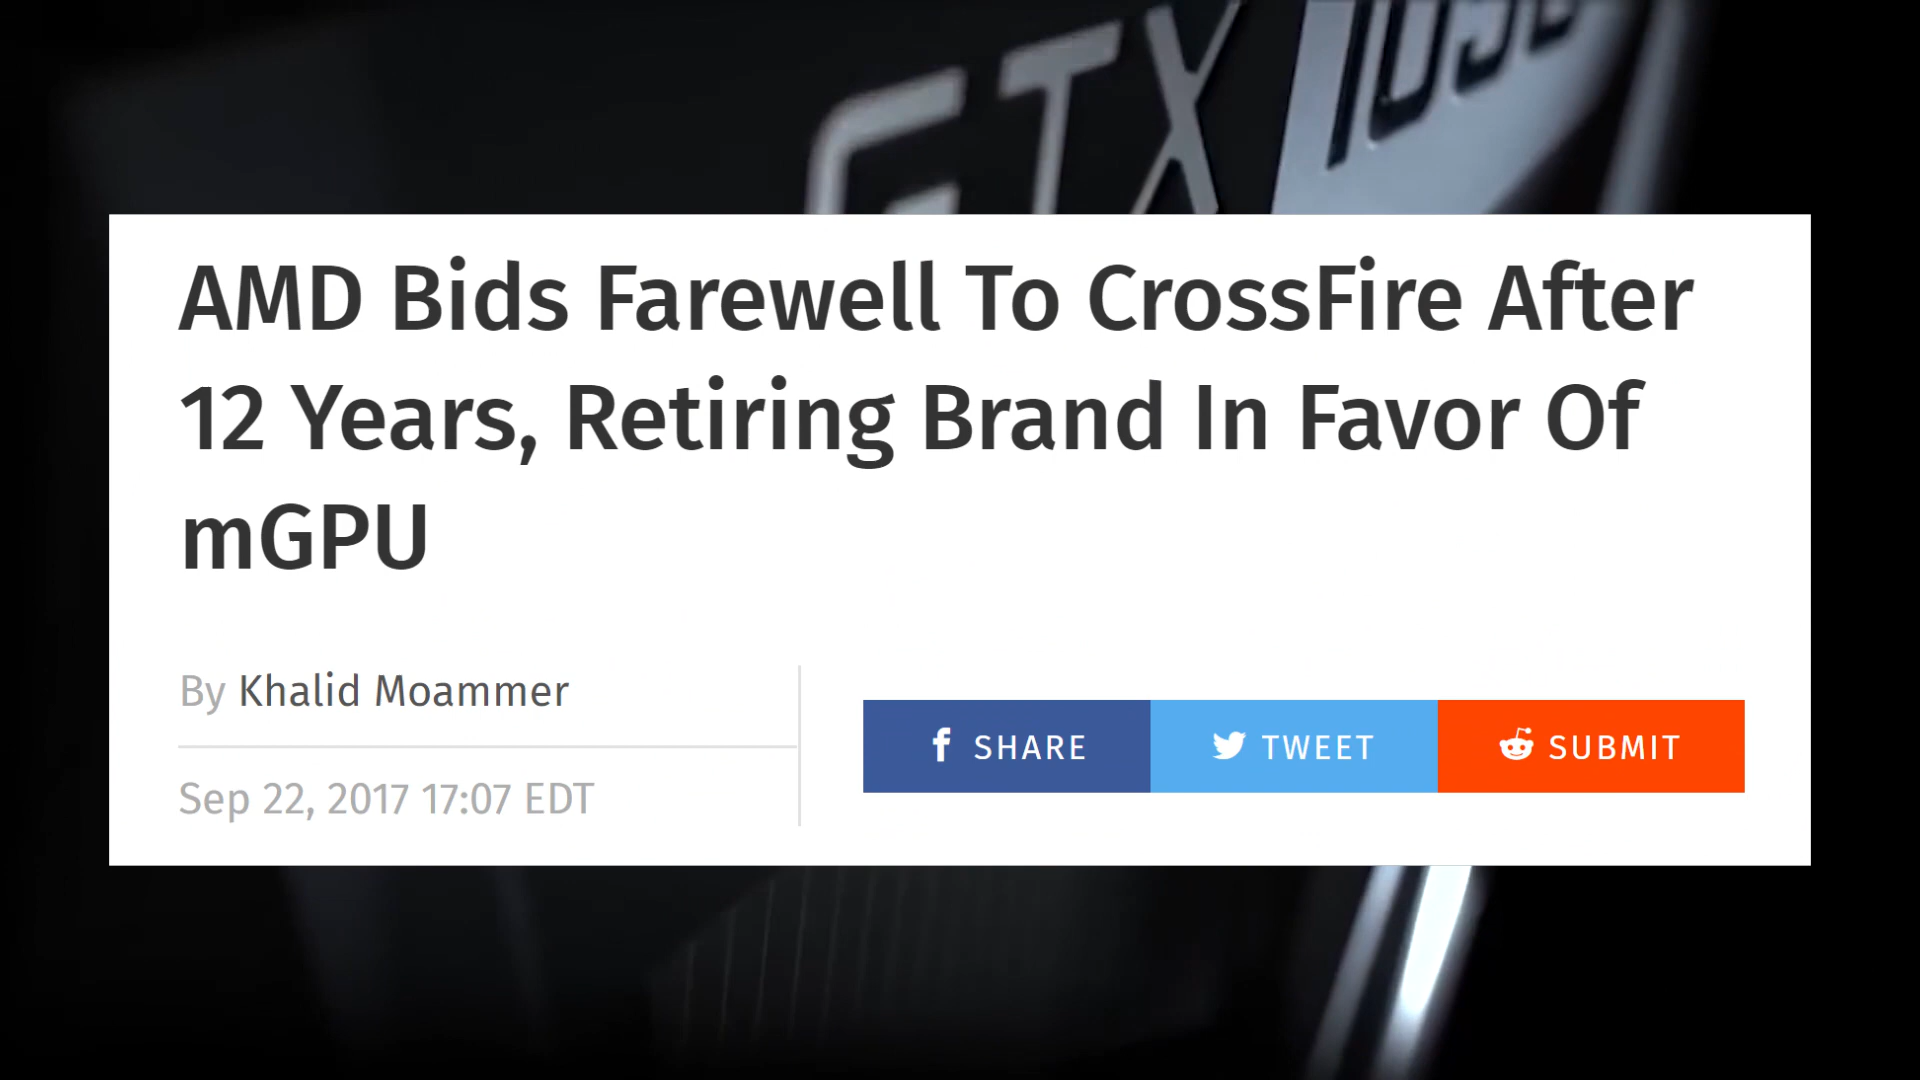 GTX 1050
AMD Bids Farewell To CrossFire After
12 Years, Retiring Brand In Favor Of
mGPU
By Khalid Moammer
Sep 22, 2017 17:07 EDT
f SHARE
TWEET
SUBMIT